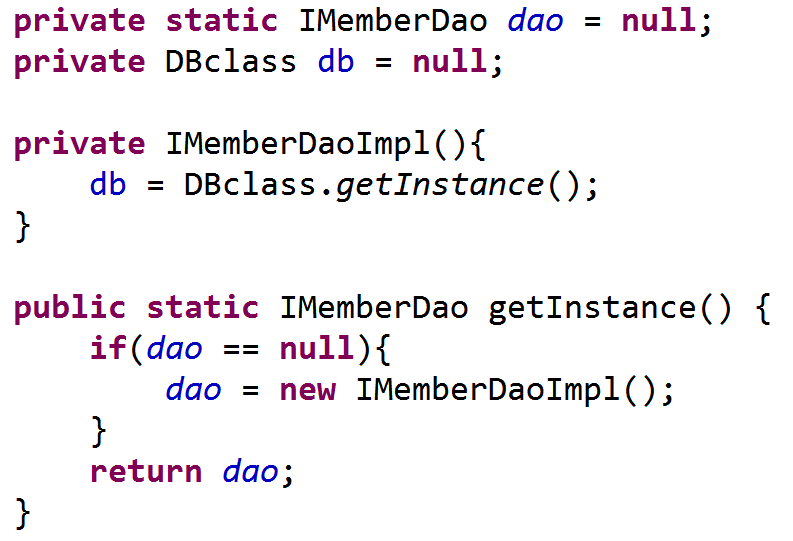 private static IMemberDao dao = null;
private DBclass db = null;
private IMemberDaoImpl(){
db = DBclass.getInstance();
}
public static IMemberDao getInstance() {
if(dao == null){
dao = new IMemberDaoImpl();
}
return dao;
}